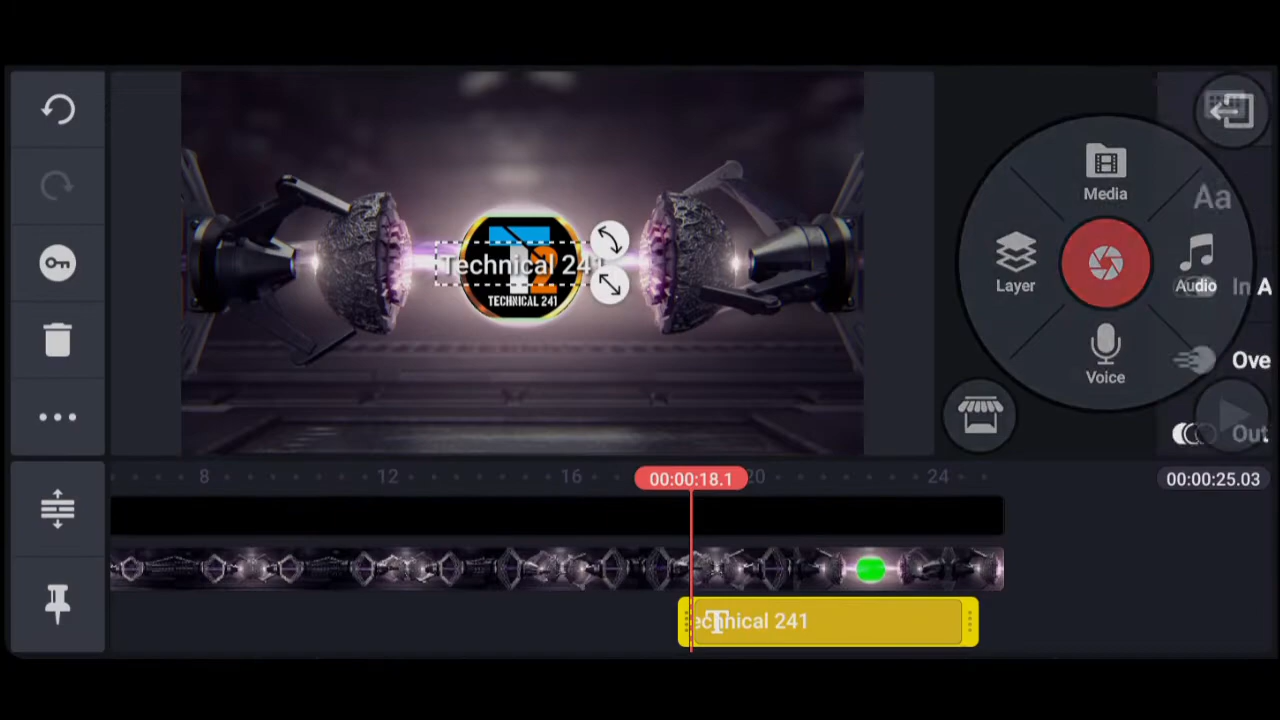 Media
Aa
Layer
Audio
In A
Voice
Ove
Out
Technical 241
T2
TECHNICAL 241
8
12
16
00:00:18.1
20
24
00:00:25.03
T
echnical 241